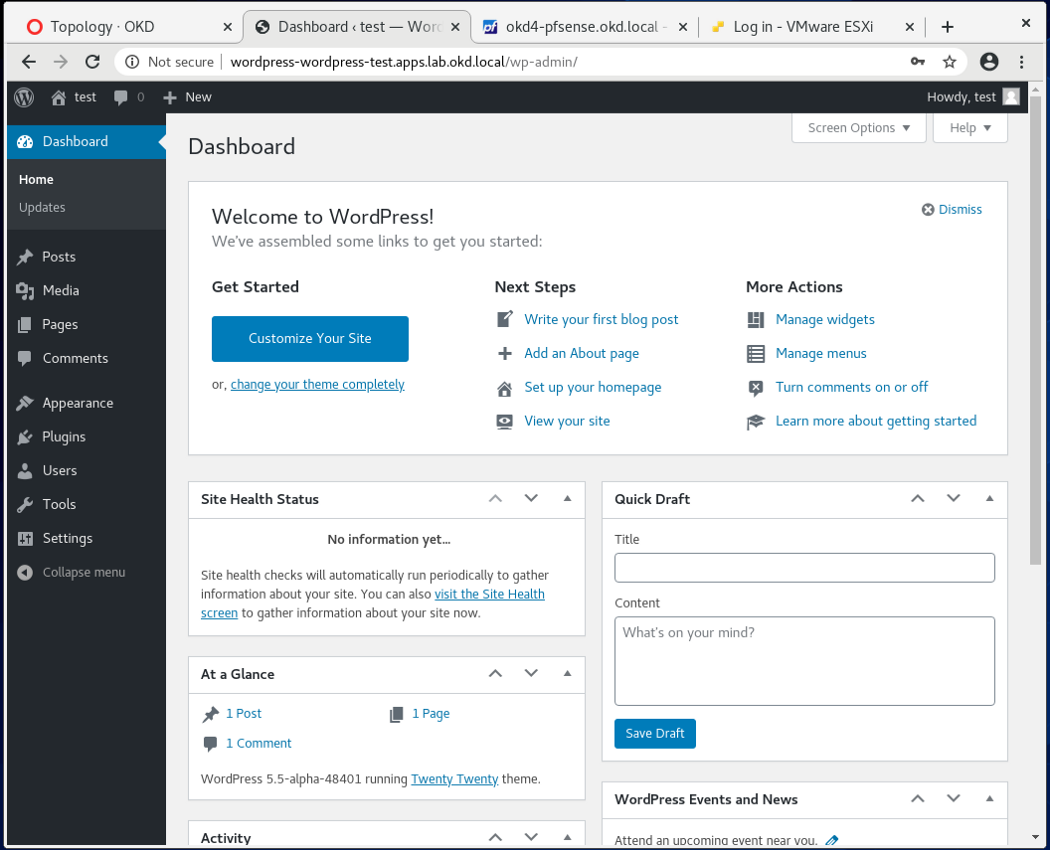 Topology · OKD
Dashboard ‹ test — Wor
okd4-pfsense.okd.local -
Log in - VMware ESXi
Not secure
wordpress-wordpress-test.apps.lab.okd.local/wp-admin/
test
0
New
Howdy, test
Dashboard
Home
Updates
Posts
Media
Pages
Comments
Appearance
Plugins
Users
Tools
Settings
Collapse menu
Dashboard
Screen Options
Help
Welcome to WordPress!
We've assembled some links to get you started:
Dismiss
Get Started
Customize Your Site
or, change your theme completely
Next Steps
Write your first blog post
Add an About page
Set up your homepage
View your site
More Actions
Manage widgets
Manage menus
Turn comments on or off
Learn more about getting started
Site Health Status
No information yet...
Site health checks will automatically run periodically to gather
information about your site. You can also visit the Site Health
screen to gather information about your site now.
At a Glance
1 Post
1 Page
1 Comment
WordPress 5.5-alpha-48401 running Twenty Twenty theme.
Activity
Quick Draft
Title
Content
What's on your mind?
Save Draft
WordPress Events and News
Attend an upcoming event near you.